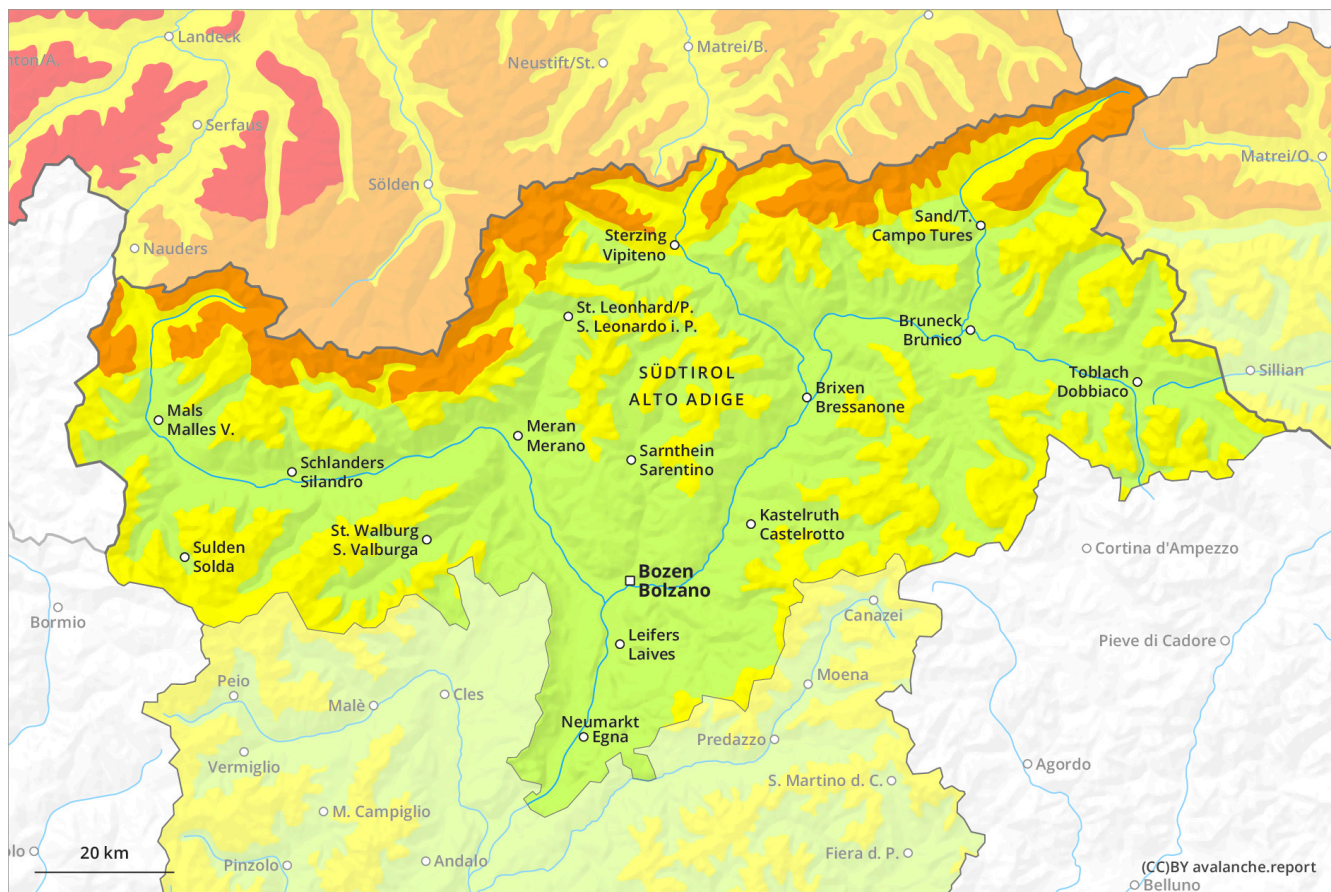 Landeck
Matrei/B.
Neustift/St.
nton/A.
Serfaus
Matrei/O.
Sölden
Sand/T.
Campo Tures
Sterzing
Vipiteno
Nauders
St. Leonhard/P.
S. Leonardo i. P.
Bruneck
Brunico
SÜDTIROL
ALTO ADIGE
Toblach
Dobbiaco
Sillian
Brixen
Bressanone
Mals
Malles V.
Meran
Merano
Schlanders
Silandro
Sarnthein
Sarentino
Kastelruth
Castelrotto
St. Walburg
S. Valburga
Sulden
Solda
Cortina d'Ampezzo
Bozen
Bolzano
Bormio
Canazei
Leifers
Laives
Pieve di Cadore
Peio
Moena
Malè
Cles
Neumarkt
Egna
Predazzo
Vermiglio
Agordo
S. Martino d. C.
M. Campiglio
olo
20 km
Pinzolo
Andalo
Fiera d. P.
(CC)BY avalanche.report
Belluno